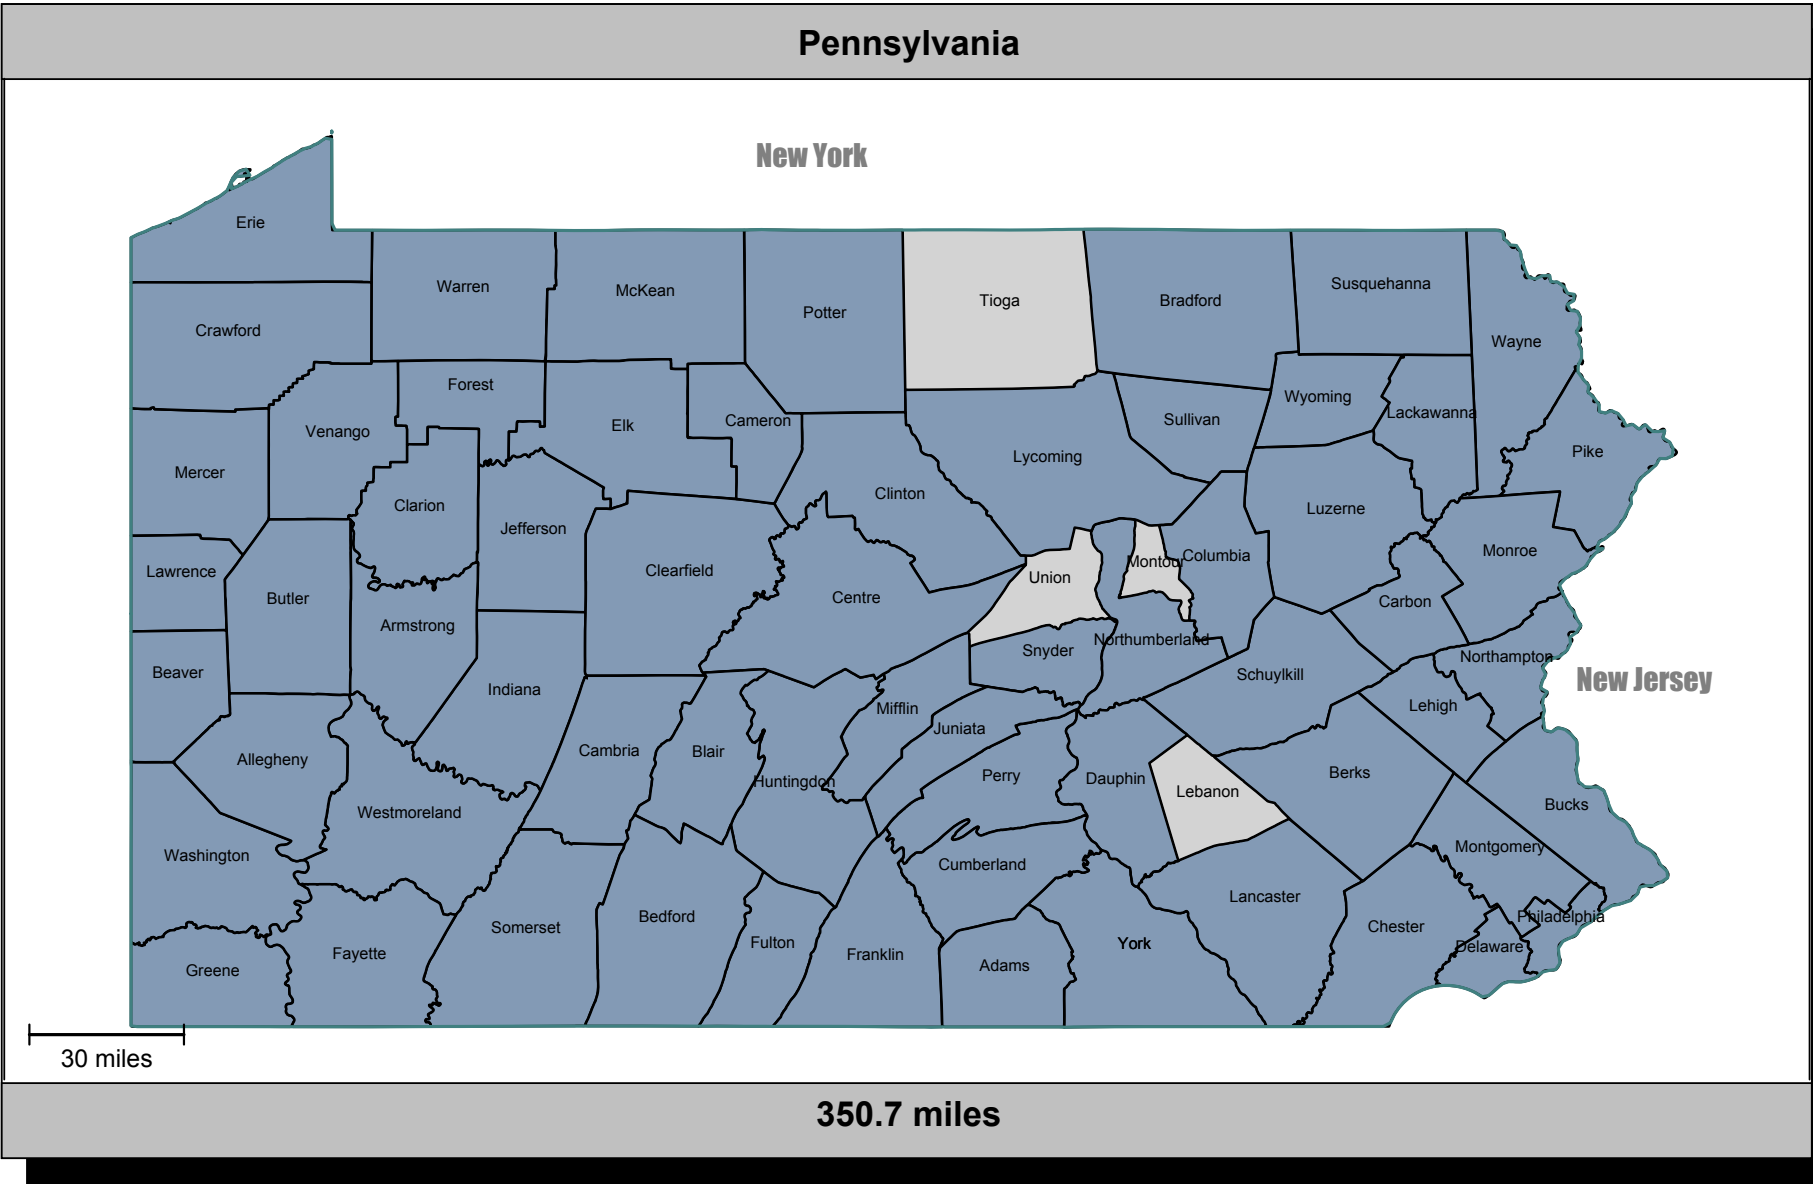 Pennsylvania
New York
Erie
Warren
McKean
Potter
Tioga
Bradford
Susquehanna
Wayne
Crawford
Forest
Venango
Elk
Cameron
Sullivan
Wyoming
Lackawanna
Pike
Mercer
Clarion
Jefferson
Clinton
Lycoming
Luzerne
Monroe
Lawrence
Butler
Armstrong
Clearfield
Centre
Union
Montour
Columbia
Carbon
Beaver
Indiana
Snyder
Northumberland
Schuylkill
Northampton
New Jersey
Lehigh
Allegheny
Cambria
Blair
Huntingdon
Mifflin
Juniata
Perry
Dauphin
Lebanon
Berks
Bucks
Westmoreland
Washington
Cumberland
Lancaster
Montgomery
Philadelphia
Chester
Delaware
Greene
Fayette
Somerset
Bedford
Fulton
Franklin
Adams
York
30 miles
350.7 miles